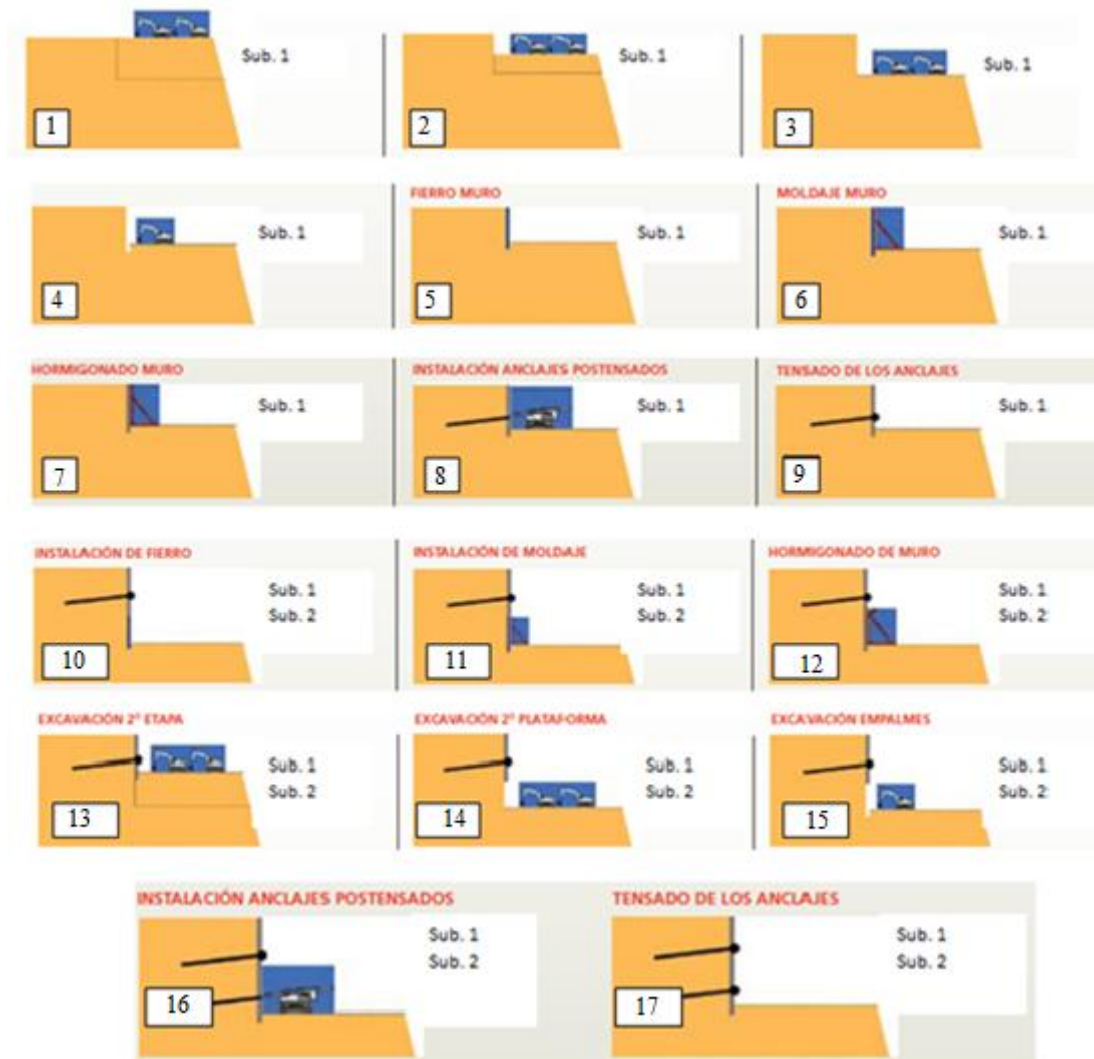 Sub. 1
1
Sub. 1
2
Sub. 1
3
Sub. 1
4
FIERRO MURO
Sub. 1
5
MOLDAJE MURO
Sub. 1
6
HORMIGONADO MURO
Sub. 1
7
INSTALACIÓN ANCLAJES POSTENSADOS
Sub. 1
8
TENSADO DE LOS ANCLAJES
Sub. 1
9
INSTALACIÓN DE FIERRO
Sub. 1
Sub. 2
10
INSTALACIÓN DE MOLDAJE
Sub. 1
Sub. 2
11
HORMIGONADO DE MURO
Sub. 1
Sub. 2
12
EXCAVACIÓN 2º ETAPA
Sub. 1
Sub. 2
13
EXCAVACIÓN 2º PLATAFORMA
Sub. 1
Sub. 2
14
EXCAVACIÓN EMPALMES
Sub. 1
Sub. 2
15
INSTALACIÓN ANCLAJES POSTENSADOS
Sub. 1
Sub. 2
16
TENSADO DE LOS ANCLAJES
Sub. 1
Sub. 2
17